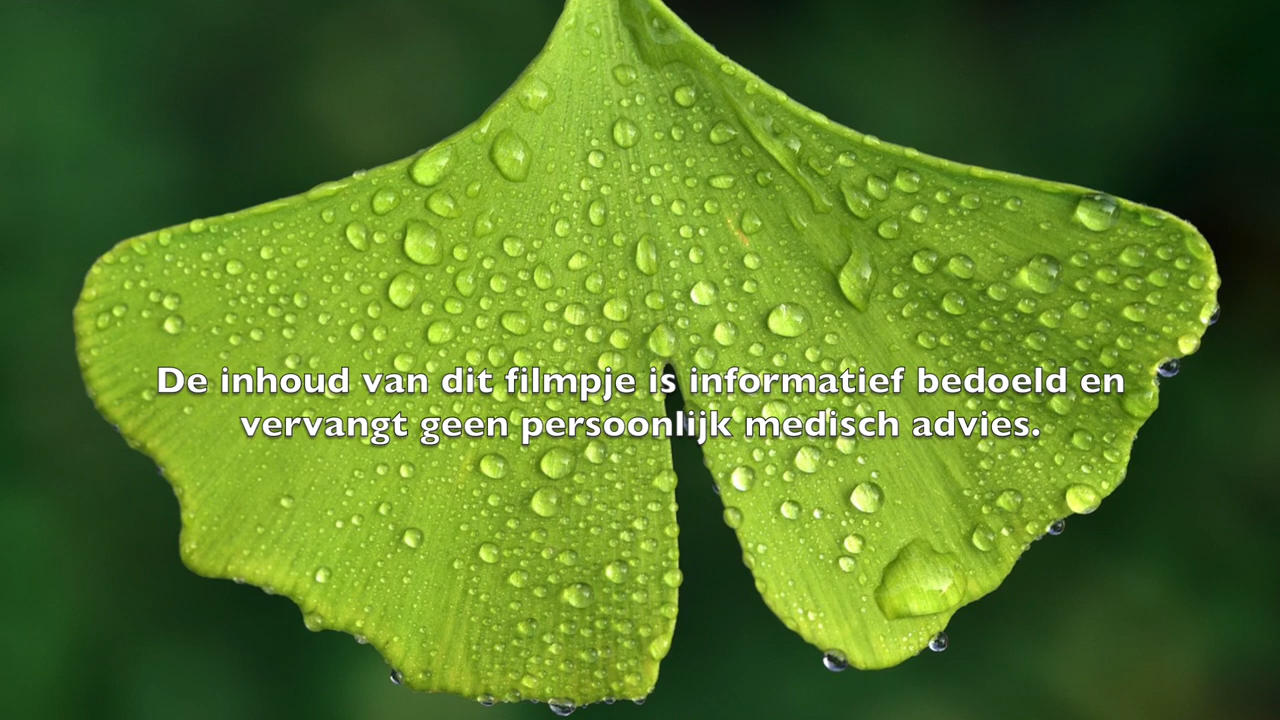 De inhoud van dit filmpje is informatief bedoeld en
vervangt geen persoonlijk medisch advies.